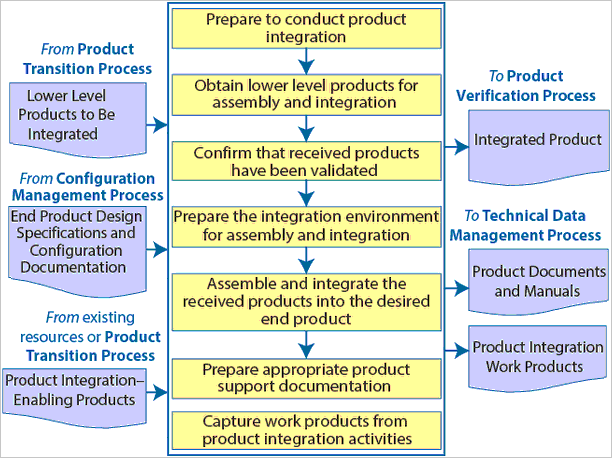 Prepare to conduct product
integration
Obtain lower level products for
assembly and integration
Confirm that received products
have been validated
Prepare the integration environment
for assembly and integration
Assemble and integrate the
received products into the desired
end product
Prepare appropriate product
support documentation
Capture work products from
product integration activities
From Product
Transition Process
Lower Level
Products to Be
Integrated
From Configuration
Management Process
End Product Design
Specifications and
Configuration
Documentation
From existing
resources or Product
Transition Process
Product Integration–
Enabling Products
To Product
Verification Process
Integrated Product
To Technical Data
Management Process
Product Documents
and Manuals
Product Integration
Work Products